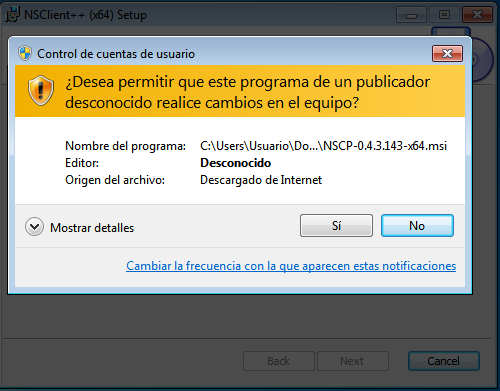 NSClient++ (x64) Setup
Control de cuentas de usuario
¿Desea permitir que este programa de un publicador
desconocido realice cambios en el equipo?
Nombre del programa: C:\Users\Usuario\Do...\NSCP-0.4.3.143-x64.msi
Editor: Desconocido
Origen del archivo: Descargado de Internet
Mostrar detalles
Sí
No
Cambiar la frecuencia con la que aparecen estas notificaciones
Back
Next
Cancel